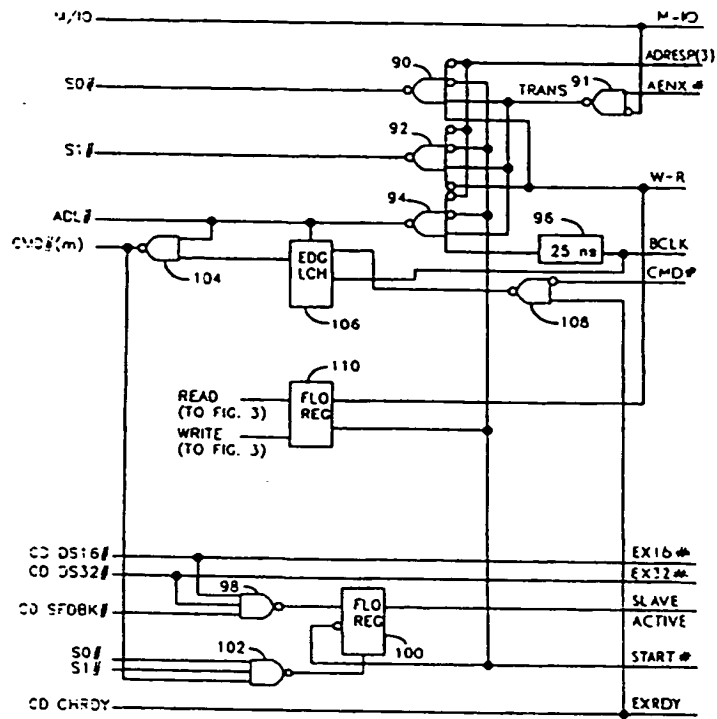 M/IO M-IO
90 ADRESP(3)
91
S0# TRANS AENX#
92
S1#
94 W-R
96
ADL#
25 ns BCLK
CMD#(m)
104 EDG LCH CMD#
106 108
110
READ
(TO FIG. 3)
FLO
REG
WRITE
(TO FIG. 3)
CD DS16# EX16#
CD DS32# EX32#
98
CD SFDBK# FLO
REG
SLAVE
ACTIVE
100
102
S0#
S1#
START#
CD CHRDY EXRDY